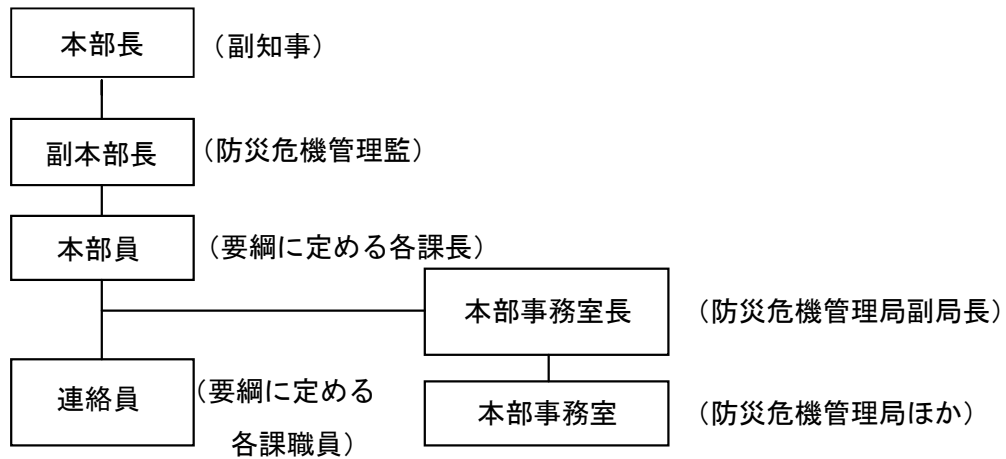 本部長 （副知事）
副本部長 （防災危機管理監）
本部員 （要綱に定める各課長）
本部事務室長 （防災危機管理局副局長）
連絡員 （要綱に定める
各課職員）
本部事務室 （防災危機管理局ほか）